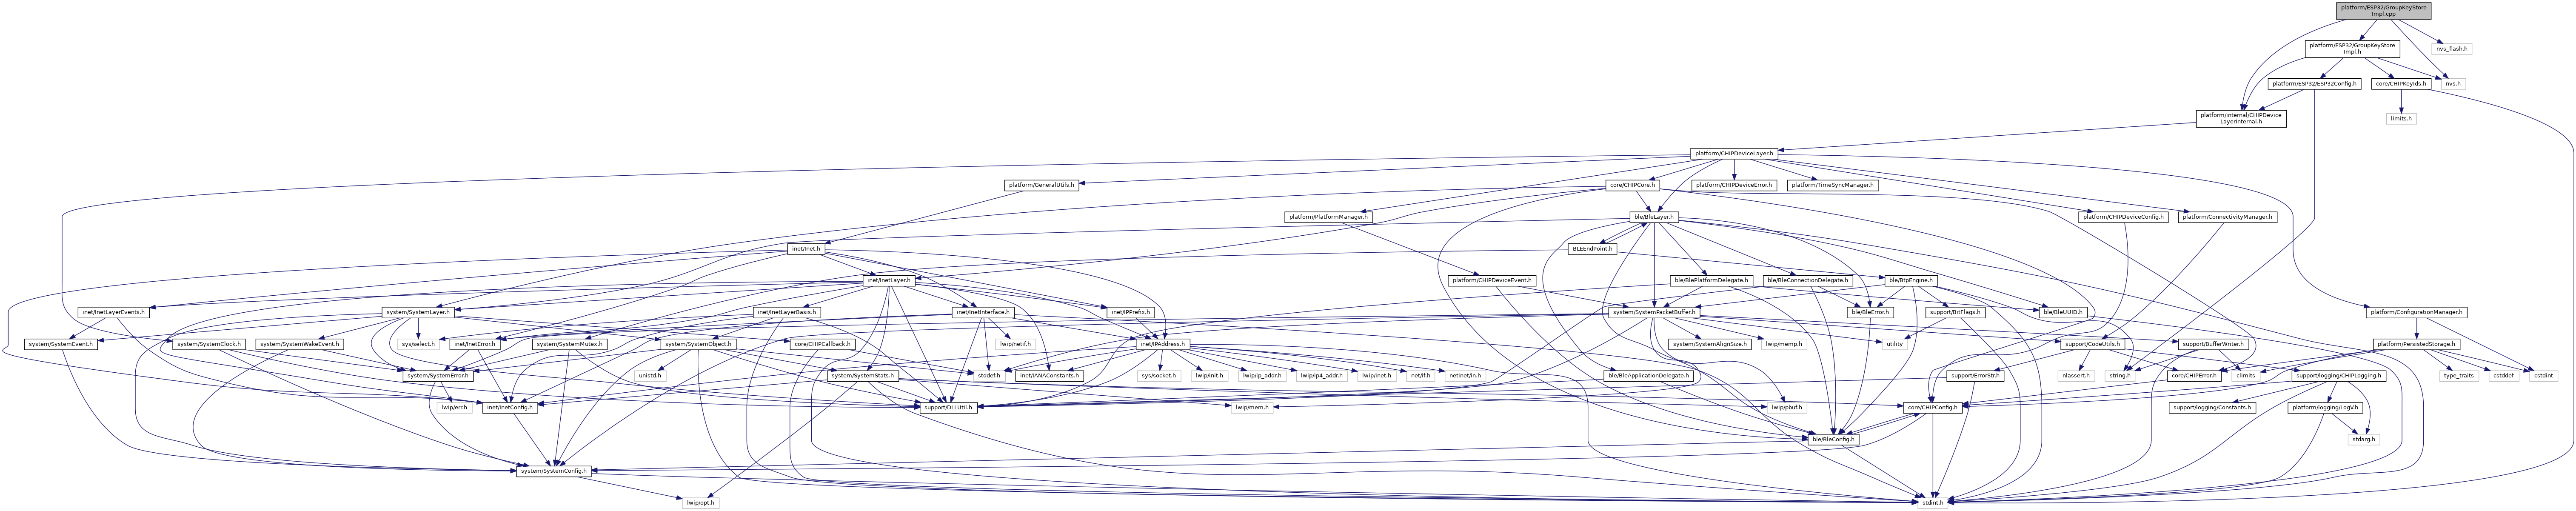 platform/ESP32/GroupKeyStore
Impl.cpp
platform/ESP32/GroupKeyStore
Impl.h
nvs_flash.h
platform/ESP32/ESP32Config.h
core/CHIPKeyIds.h
nvs.h
platform/internal/CHIPDevice
LayerInternal.h
limits.h
platform/CHIPDeviceLayer.h
platform/GeneralUtils.h
core/CHIPCore.h
platform/CHIPDeviceError.h
platform/TimeSyncManager.h
platform/PlatformManager.h
ble/BleLayer.h
platform/CHIPDeviceConfig.h
platform/ConnectivityManager.h
inet/Inet.h
BLEEndPoint.h
inet/InetLayer.h
platform/CHIPDeviceEvent.h
ble/BlePlatformDelegate.h
ble/BleConnectionDelegate.h
ble/BtpEngine.h
inet/InetLayerEvents.h
system/SystemLayer.h
inet/InetLayerBasis.h
inet/InetInterface.h
inet/IPPrefix.h
system/SystemPacketBuffer.h
ble/BleError.h
support/BitFlags.h
ble/BleUUID.h
platform/ConfigurationManager.h
system/SystemEvent.h
system/SystemClock.h
system/SystemWakeEvent.h
sys/select.h
inet/InetError.h
system/SystemMutex.h
system/SystemObject.h
core/CHIPCallback.h
lwip/netif.h
inet/IPAddress.h
system/SystemAlignSize.h
lwip/memp.h
utility
support/CodeUtils.h
support/BufferWriter.h
platform/PersistedStorage.h
system/SystemError.h
unistd.h
system/SystemStats.h
stddef.h
inet/IANAConstants.h
sys/socket.h
lwip/init.h
lwip/ip_addr.h
lwip/ip4_addr.h
lwip/inet.h
net/if.h
netinet/in.h
ble/BleApplicationDelegate.h
support/ErrorStr.h
nlassert.h
string.h
core/CHIPError.h
climits
support/logging/CHIPLogging.h
type_traits
cstddef
cstdint
lwip/err.h
inet/InetConfig.h
support/DLLUtil.h
lwip/mem.h
lwip/pbuf.h
core/CHIPConfig.h
support/logging/Constants.h
platform/logging/LogV.h
ble/BleConfig.h
stdarg.h
system/SystemConfig.h
lwip/opt.h
stdint.h